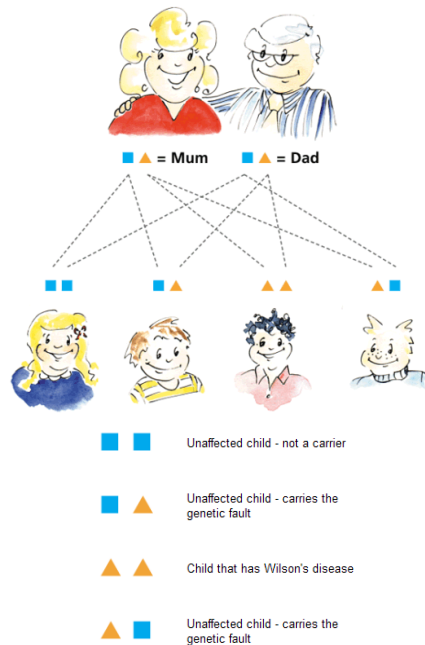 = Mum = Dad
Unaffected child - not a carrier
Unaffected child - carries the
genetic fault
Child that has Wilson's disease
Unaffected child - carries the
genetic fault